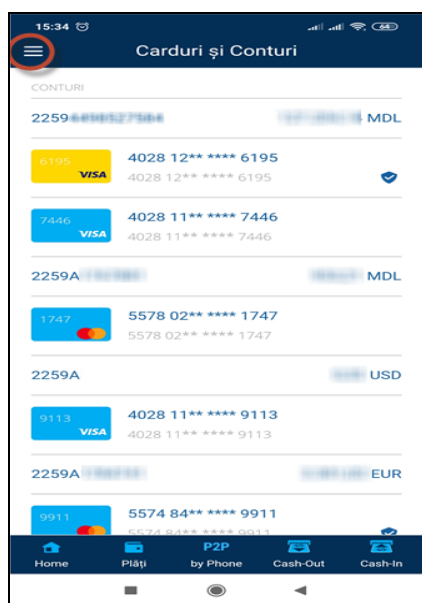 15:34 64
Carduri și Conturi
CONTURI
2259 MDL
6195 VISA 4028 12** **** 6195
4028 12** **** 6195
7446 VISA 4028 11** **** 7446
4028 11** **** 7446
2259A MDL
1747 5578 02** **** 1747
5578 02** **** 1747
2259A USD
9113 VISA 4028 11** **** 9113
4028 11** **** 9113
2259A EUR
9911 5574 84** **** 9911
5574 84** **** 9911
Home Plăți P2P by Phone Cash-Out Cash-In